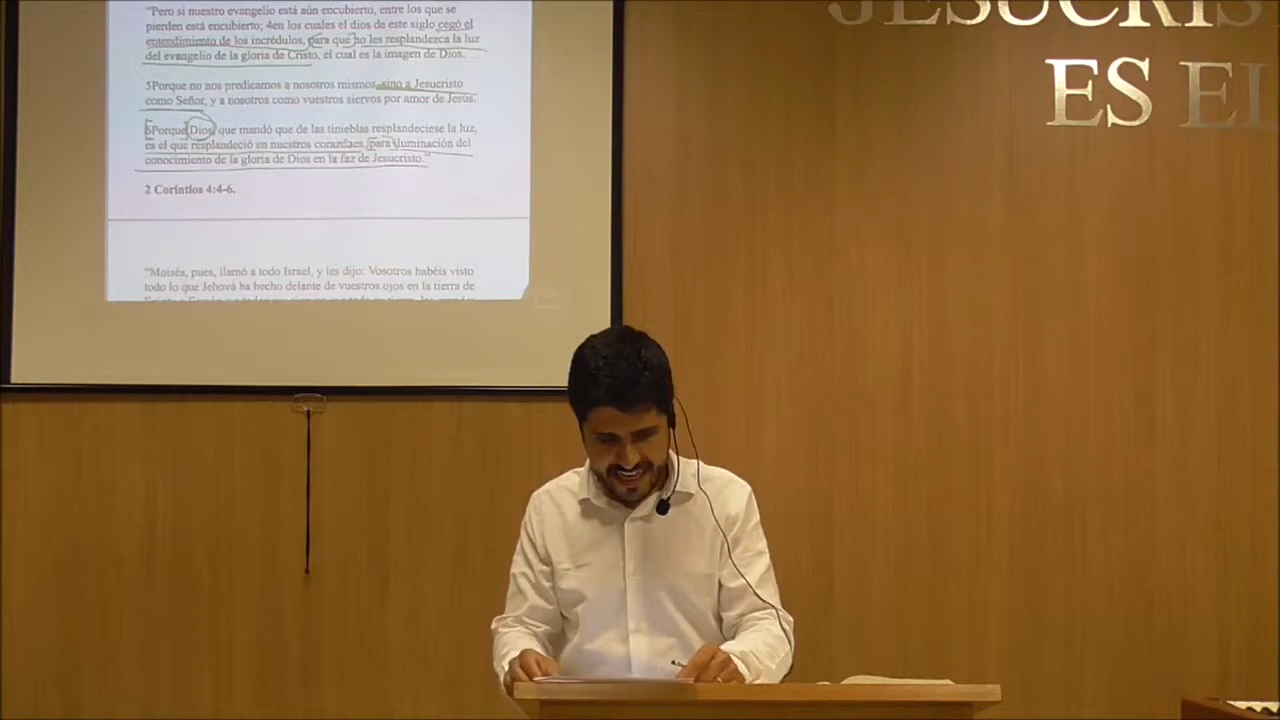 "Pero si nuestro evangelio está aún encubierto, entre los que se
pierden está encubierto; 4en los cuales el dios de este siglo cegó el
entendimiento de los incrédulos, para que no les resplandezca la luz
del evangelio de la gloria de Cristo, el cual es la imagen de Dios.
5Porque no nos predicamos a nosotros mismos, sino a Jesucristo
como Señor, y a nosotros como vuestros siervos por amor de Jesús.
6Porque Dios, que mandó que de las tinieblas resplandeciese la luz,
es el que resplandeció en nuestros corazones, para iluminación del
conocimiento de la gloria de Dios en la faz de Jesucristo."
2 Corintios 4:4-6.
"Moisés, pues, llamó a todo Israel, y les dijo: Vosotros habéis visto
todo lo que Jehová ha hecho delante de vuestros ojos en la tierra de
JESUCRIS
ES EL